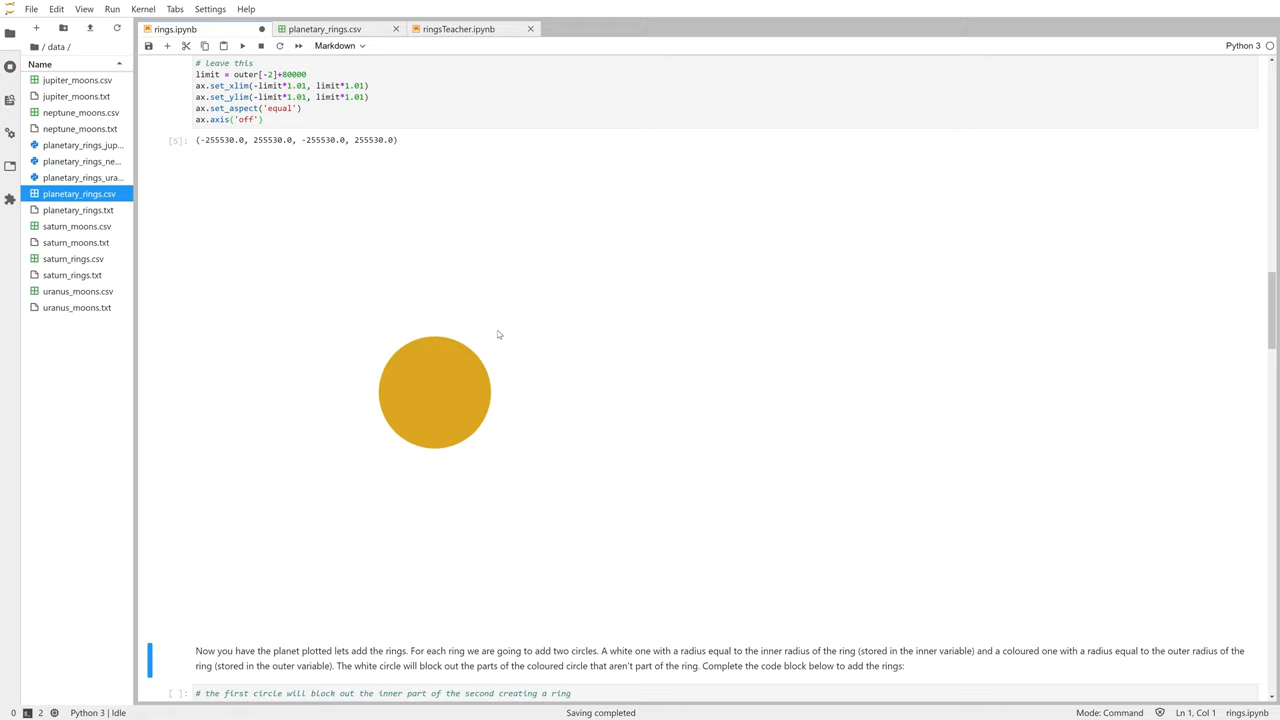 File Edit View Run Kernel Tabs Settings Help
rings.ipynb planetary_rings.csv ringsTeacher.ipynb
/ data /
Markdown
Python 3
Name
jupiter_moons.csv
jupiter_moons.txt
neptune_moons.csv
neptune_moons.txt
planetary_rings_jup...
planetary_rings_ne...
planetary_rings_ura...
planetary_rings.csv
planetary_rings.txt
saturn_moons.csv
saturn_moons.txt
saturn_rings.csv
saturn_rings.txt
uranus_moons.csv
uranus_moons.txt
# leave this
limit = outer[-2]+80000
ax.set_xlim(-limit*1.01, limit*1.01)
ax.set_ylim(-limit*1.01, limit*1.01)
ax.set_aspect('equal')
ax.axis('off')
[5]: (-255530.0, 255530.0, -255530.0, 255530.0)
Now you have the planet plotted lets add the rings. For each ring we are going to add two circles. A white one with a radius equal to the inner radius of the ring (stored in the inner variable) and a coloured one with a radius equal to the outer radius of the
ring (stored in the outer variable). The white circle will block out the parts of the coloured circle that aren't part of the ring. Complete the code block below to add the rings:
[ ]: # the first circle will block out the inner part of the second creating a ring
0 2 Python 3 | Idle Saving completed Mode: Command Ln 1, Col 1 rings.ipynb